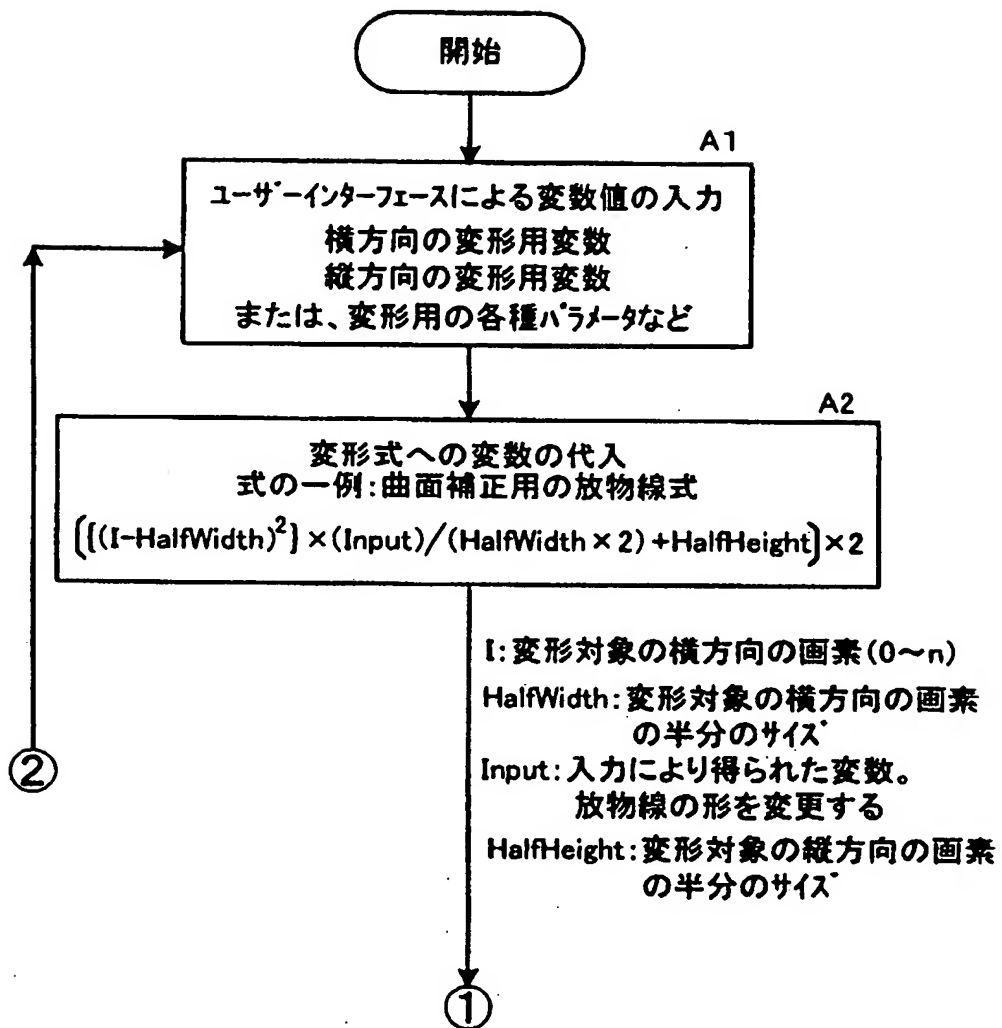 開始
A1
ユーザーインターフェースによる変数値の入力
横方向の変形用変数
縦方向の変形用変数
または、変形用の各種パラメータなど
A2
変形式への変数の代入
式の一例:曲面補正用の放物線式
([{(I-HalfWidth)²}×(Input)/(HalfWidth×2)+HalfHeight]×2
I:変形対象の横方向の画素(0〜n)
HalfWidth:変形対象の横方向の画素
の半分のサイズ
②
Input:入力により得られた変数。
放物線の形を変更する
HalfHeight:変形対象の縦方向の画素
の半分のサイズ
①